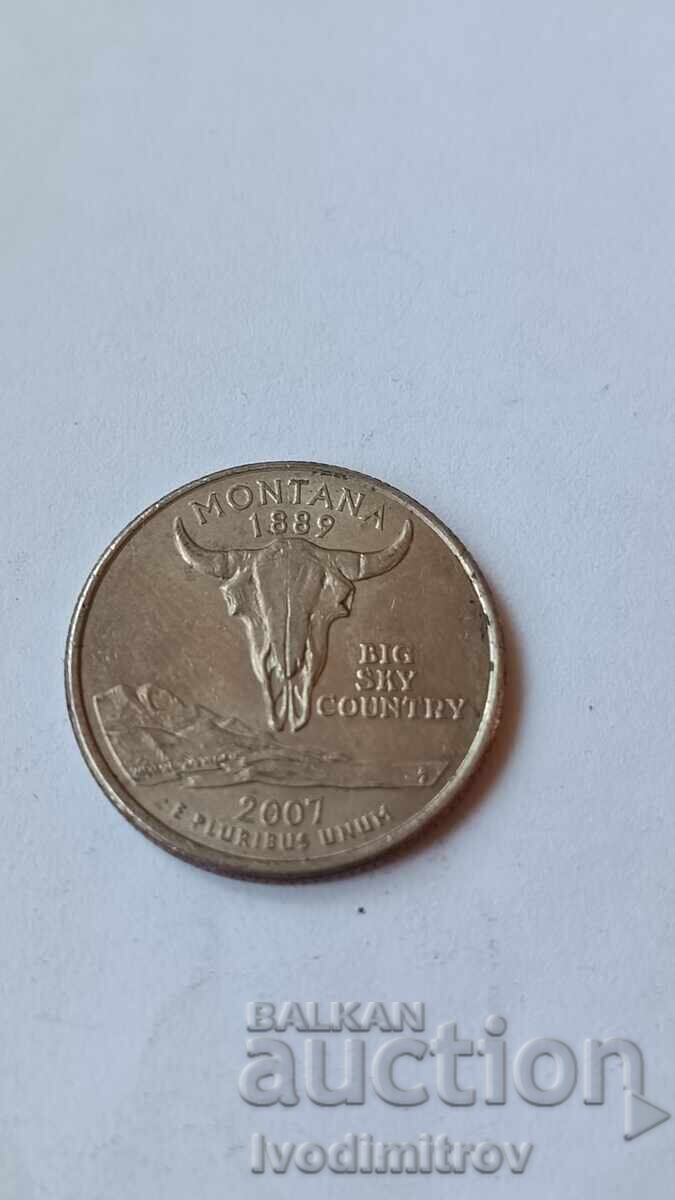 MONTANA
1889
BIG
SKY
COUNTRY
2007
E PLURIBUS UNUM
BALKAN
auction
Ivodimitrov